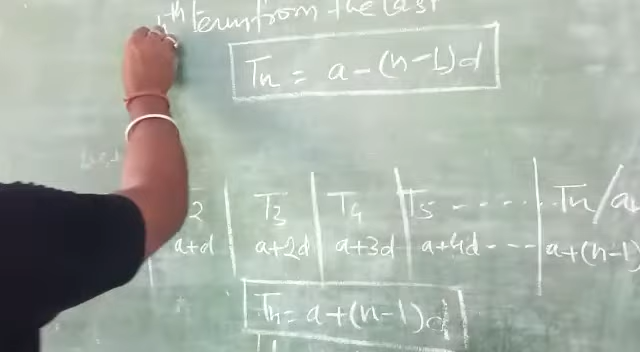 th term from the last
Tn = a-(n-1)d
2 | T3 | T4 | T5 ------ | Tn/a
a+d | a+2d | a+3d | a+4d --- | a+(n-1)
Tn = a+(n-1)d